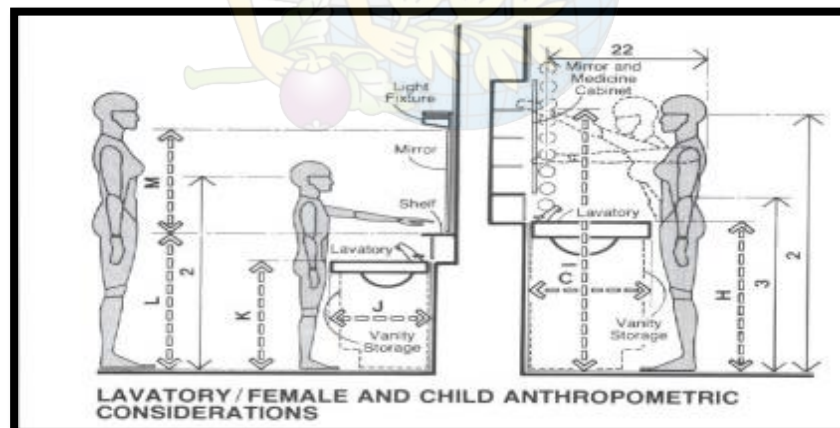 22
Light
Fixture
Mirror and
Medicine
Cabinet
Mirror
Shelf
Lavatory
Lavatory
M
L
2
K
J
Vanity
Storage
C
I
H
3
2
Vanity
Storage
LAVATORY/FEMALE AND CHILD ANTHROPOMETRIC
CONSIDERATIONS